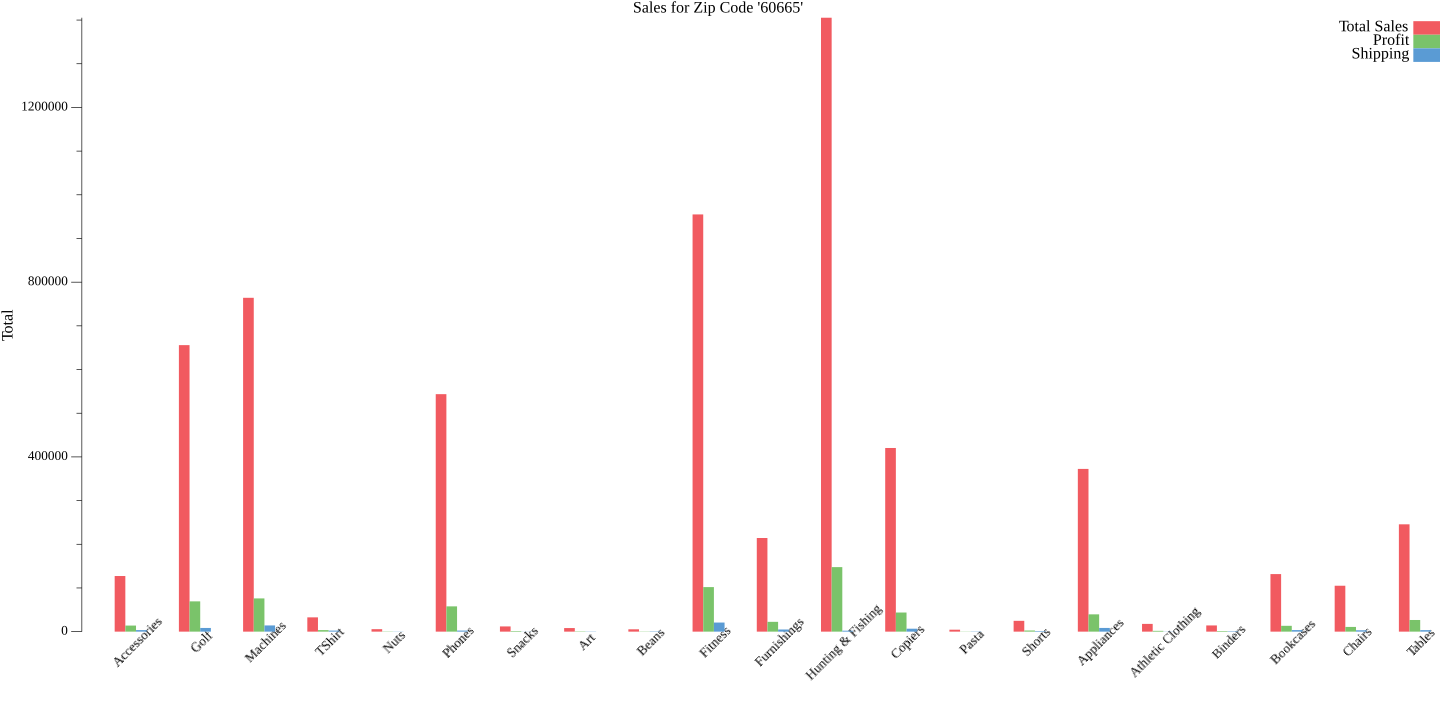 Sales for Zip Code '60665'
Total Sales
Profit
Shipping
Total
1200000
800000
400000
0
Accessories
Golf
Machines
TShirt
Nuts
Phones
Snacks
Art
Beans
Fitness
Furnishings
Hunting & Fishing
Copiers
Pasta
Shorts
Appliances
Athletic Clothing
Binders
Bookcases
Chairs
Tables